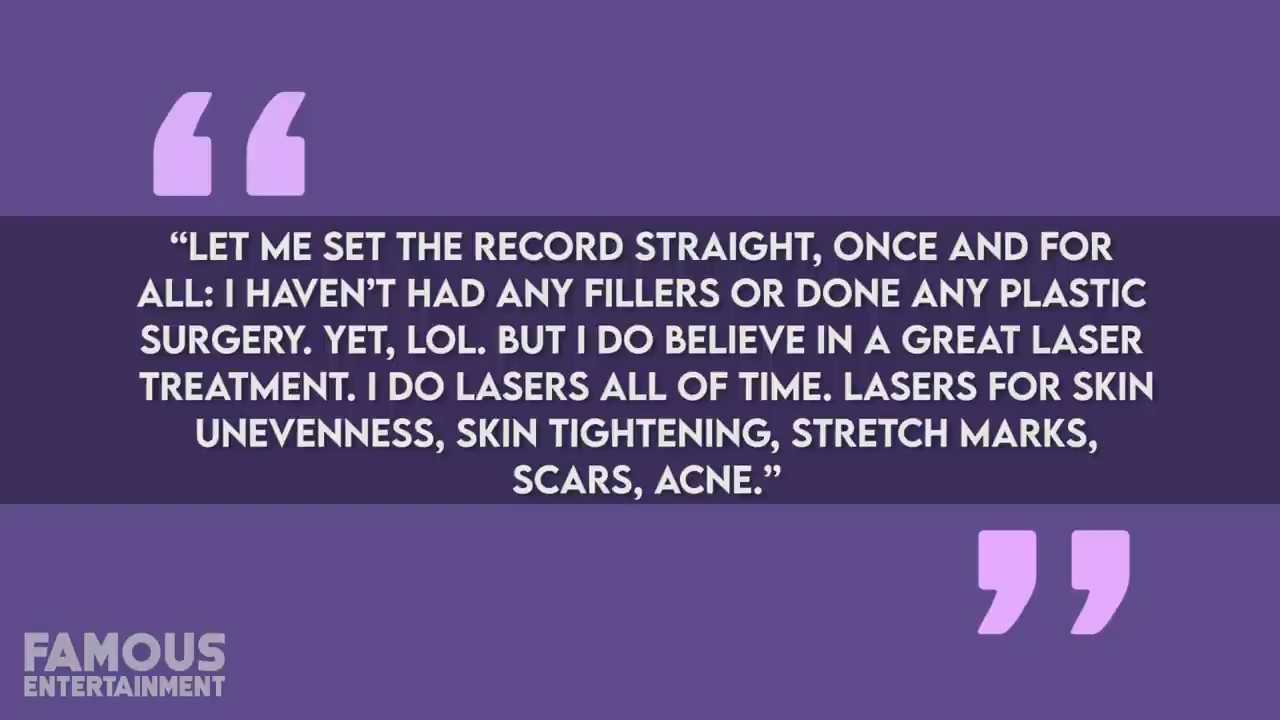 “LET ME SET THE RECORD STRAIGHT, ONCE AND FOR
ALL: I HAVEN’T HAD ANY FILLERS OR DONE ANY PLASTIC
SURGERY. YET, LOL. BUT I DO BELIEVE IN A GREAT LASER
TREATMENT. I DO LASERS ALL OF TIME. LASERS FOR SKIN
UNEVENNESS, SKIN TIGHTENING, STRETCH MARKS,
SCARS, ACNE.”
FAMOUS
ENTERTAINMENT